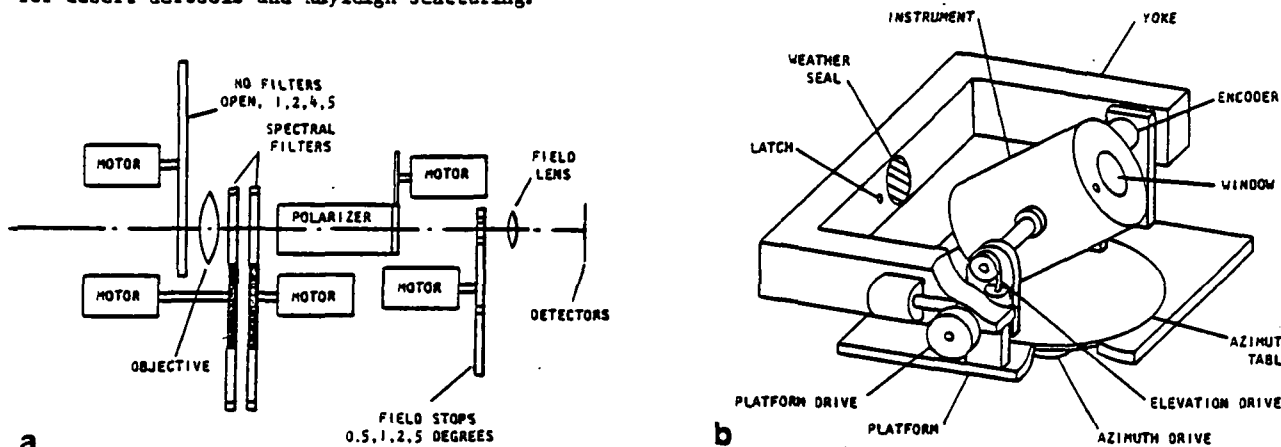 for desert aerosols and Rayleigh scattering.
NO FILTERS
OPEN, 1,2,4,5
SPECTRAL
FILTERS
MOTOR
MOTOR
FIELD
LENS
POLARIZER
MOTOR
MOTOR
MOTOR
DETECTORS
OBJECTIVE
FIELD STOPS
0.5,1,2,5 DEGREES
a
INSTRUMENT
YOKE
WEATHER
SEAL
ENCODER
LATCH
WINDOW
AZIMUT
TABL
PLATFORM DRIVE
ELEVATION DRIVE
PLATFORM
AZIMUTH DRIVE
b